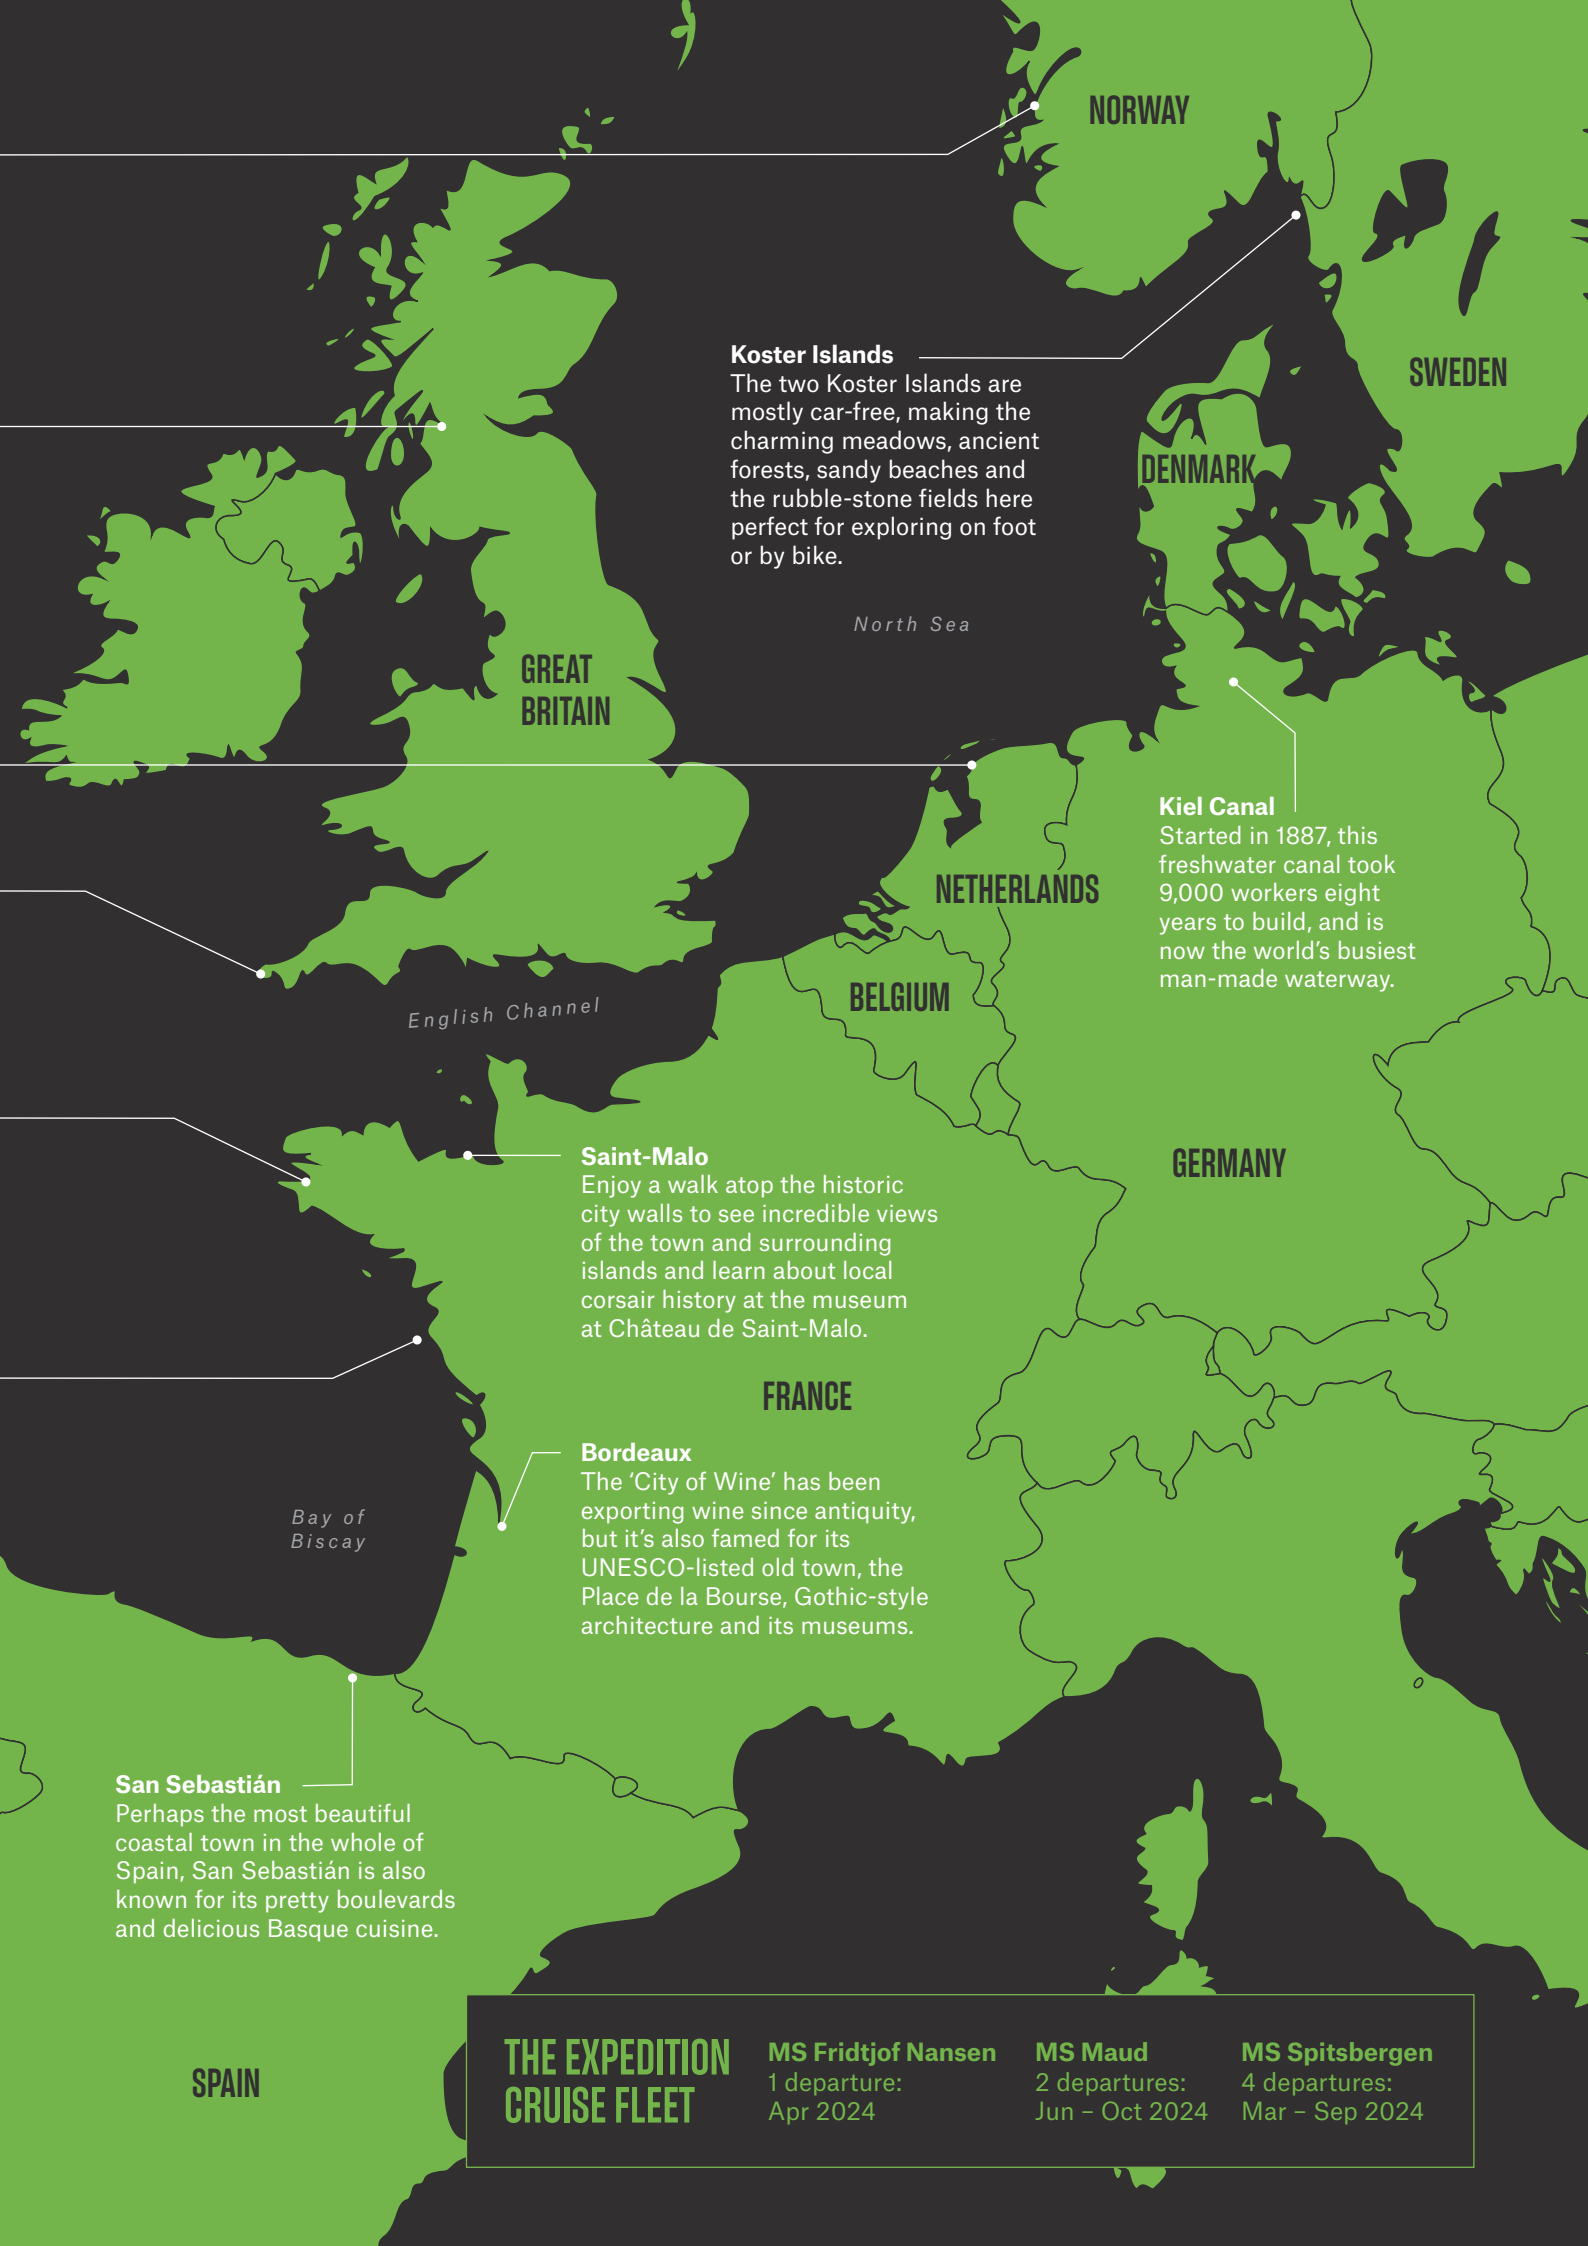 NORWAY
Koster Islands
The two Koster Islands are
mostly car-free, making the
charming meadows, ancient
forests, sandy beaches and
the rubble-stone fields here
perfect for exploring on foot
or by bike.
SWEDEN
DENMARK
North Sea
GREAT
BRITAIN
Kiel Canal
Started in 1887, this
freshwater canal took
9,000 workers eight
years to build, and is
now the world’s busiest
man-made waterway.
NETHERLANDS
BELGIUM
English Channel
GERMANY
Saint-Malo
Enjoy a walk atop the historic
city walls to see incredible views
of the town and surrounding
islands and learn about local
corsair history at the museum
at Château de Saint-Malo.
FRANCE
Bordeaux
The ‘City of Wine’ has been
exporting wine since antiquity,
but it’s also famed for its
UNESCO-listed old town, the
Place de la Bourse, Gothic-style
architecture and its museums.
Bay of
Biscay
San Sebastián
Perhaps the most beautiful
coastal town in the whole of
Spain, San Sebastián is also
known for its pretty boulevards
and delicious Basque cuisine.
SPAIN
THE EXPEDITION
CRUISE FLEET
MS Fridtjof Nansen
1 departure:
Apr 2024
MS Maud
2 departures:
Jun – Oct 2024
MS Spitsbergen
4 departures:
Mar – Sep 2024